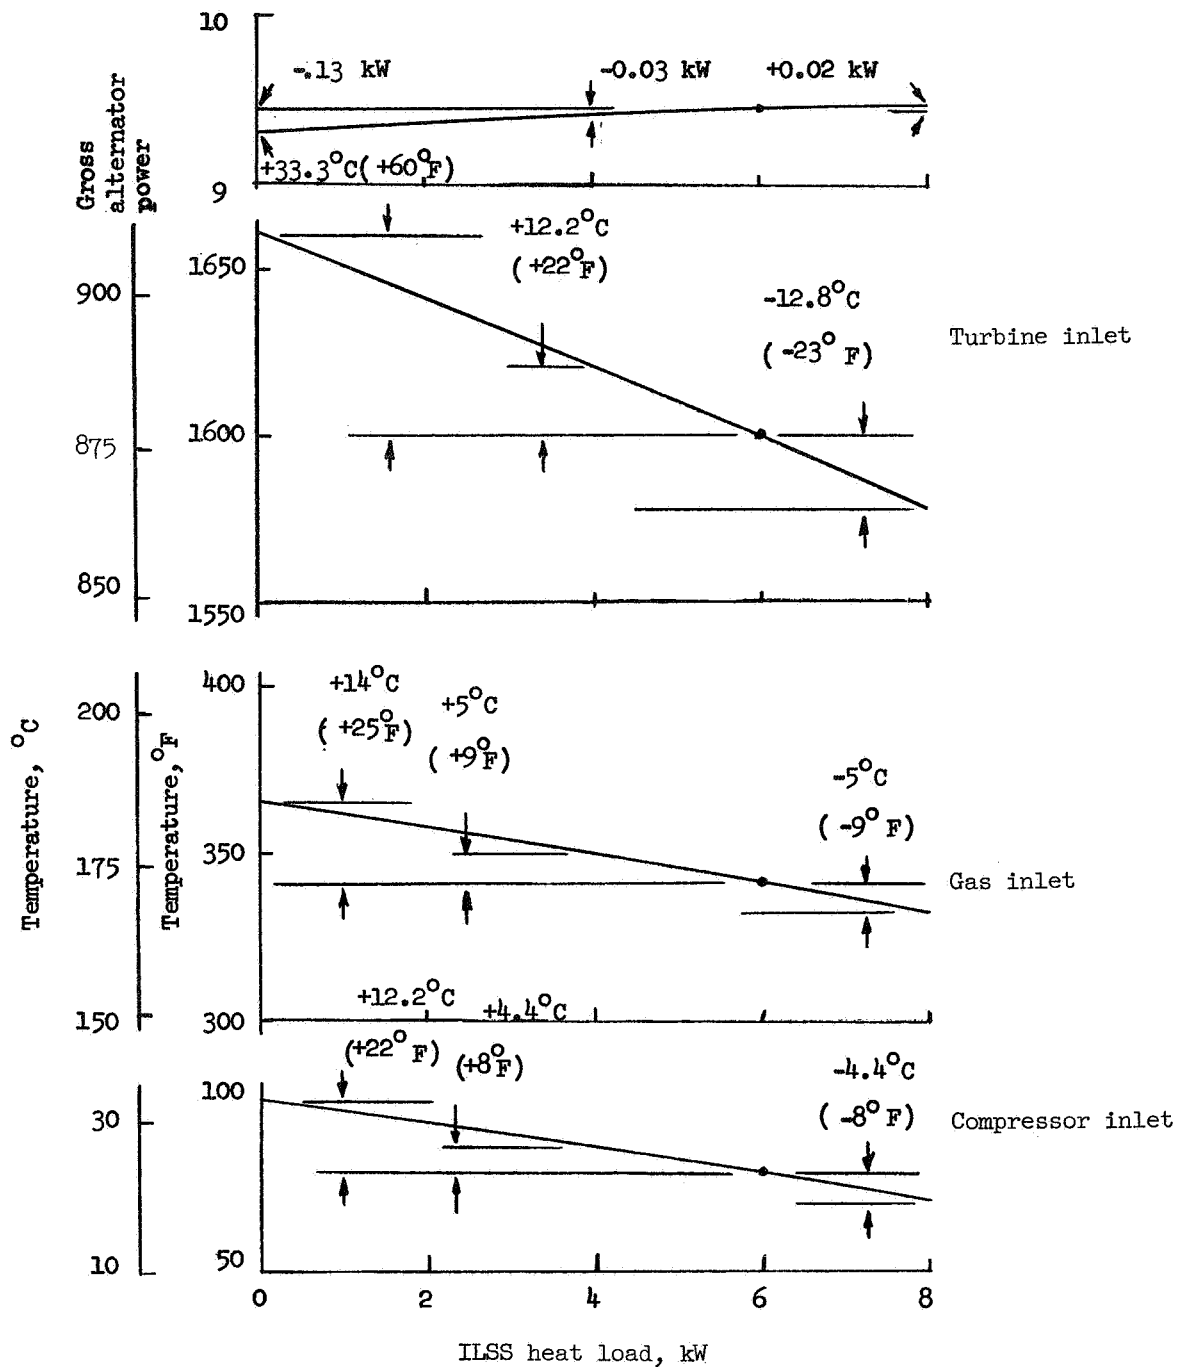 10
-.13 kW
-0.03 kW
+0.02 kW
Gross
alternator
power
+33.3°C(+60°F)
9
+12.2°C
(+22°F)
1650
900
-12.8°C
(-23°F)
Turbine inlet
1600
875
850
1550
+14°C
(+25°F)
400
200
+5°C
(+9°F)
Temperature, °C
Temperature, °F
-5°C
(-9°F)
350
175
Gas inlet
+12.2°C
+4.4°C
150
300
(+22°F)
(+8°F)
-4.4°C
(-8°F)
100
30
Compressor inlet
50
10
0 2 4 6 8
ILSS heat load, kW